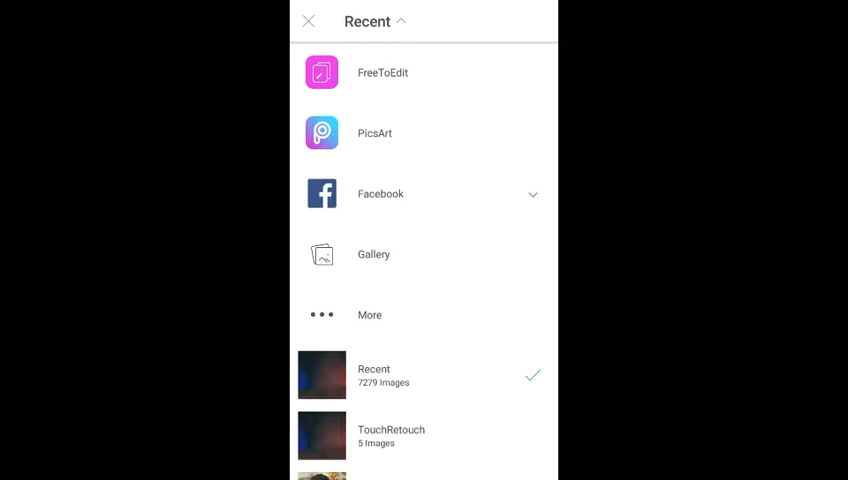 Recent
FreeToEdit
PicsArt
Facebook
Gallery
More
Recent
7279 Images
TouchRetouch
5 Images